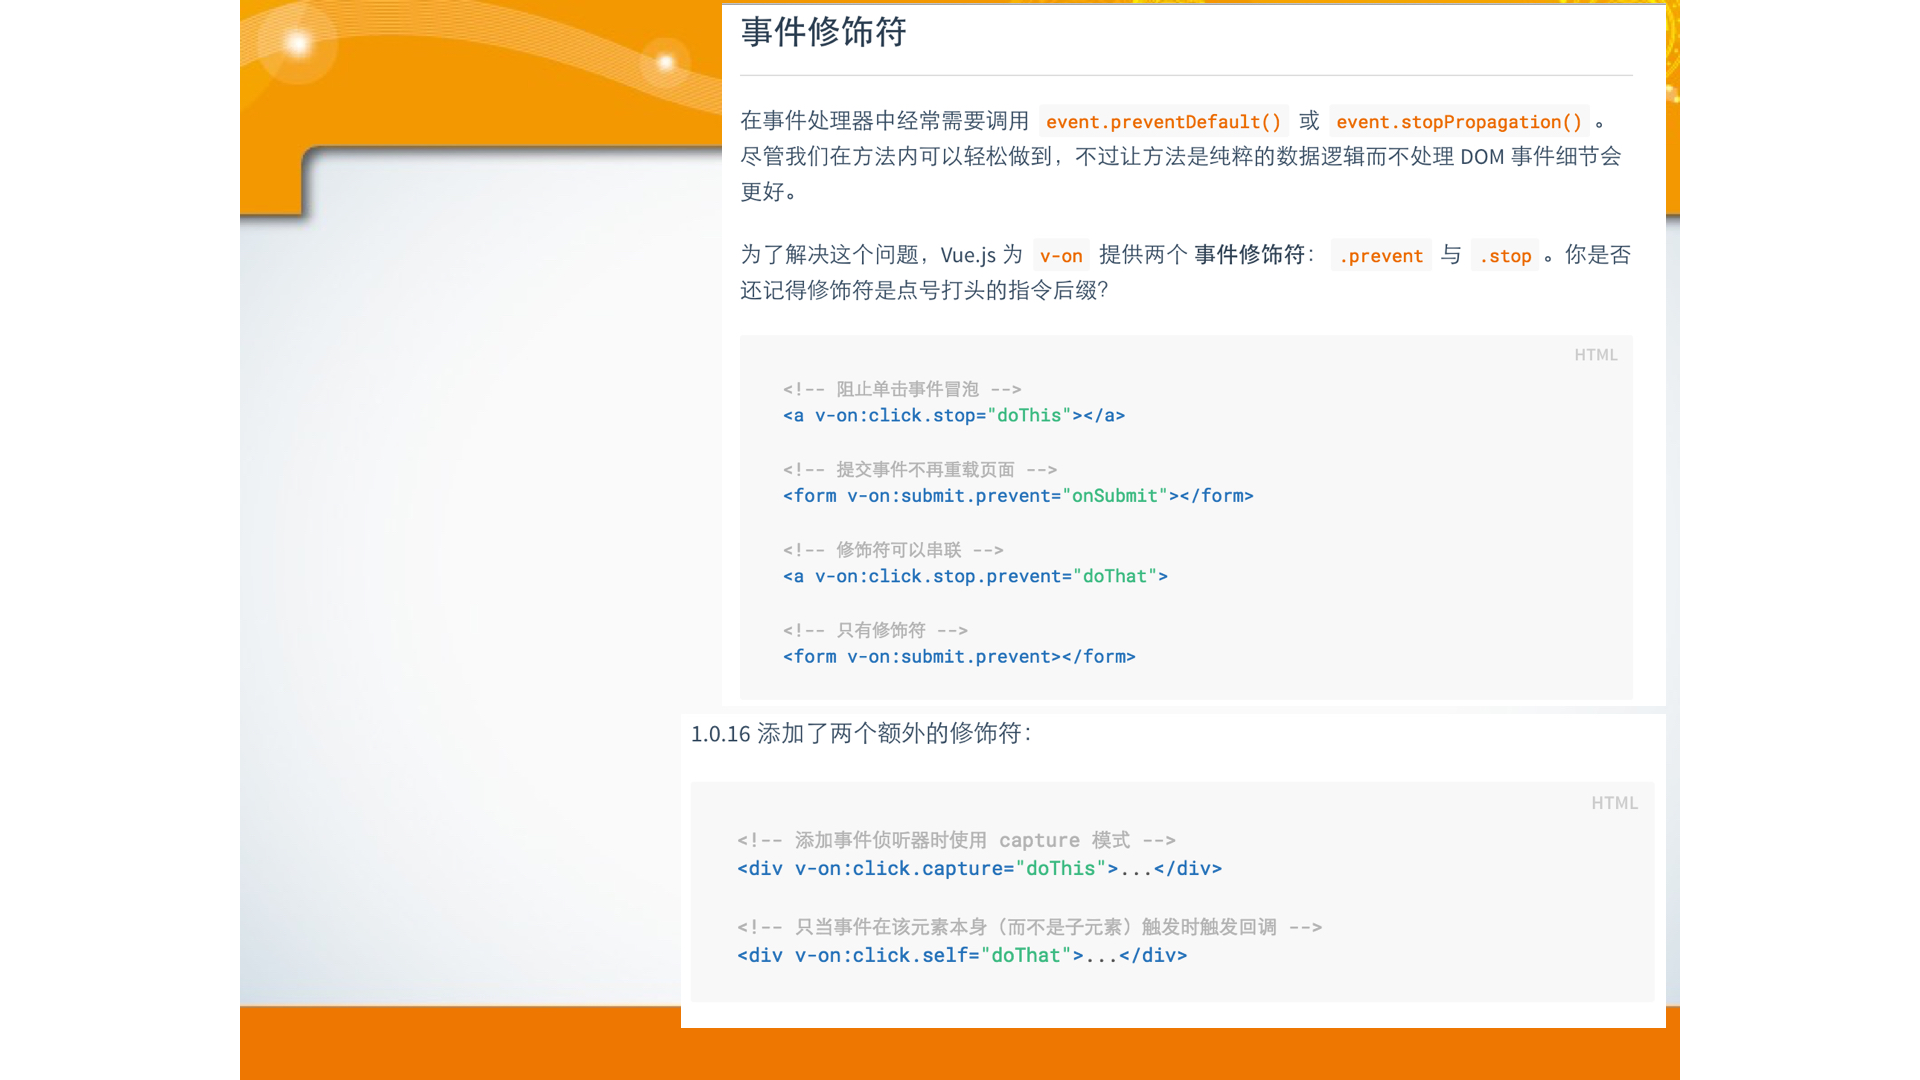 事件修饰符
在事件处理器中经常需要调用 event.preventDefault() 或 event.stopPropagation() 。
尽管我们在方法内可以轻松做到，不过让方法是纯粹的数据逻辑而不处理 DOM 事件细节会
更好。
为了解决这个问题，Vue.js 为 v-on 提供两个 事件修饰符： .prevent 与 .stop 。你是否
还记得修饰符是点号打头的指令后缀？
HTML
<!-- 阻止单击事件冒泡 -->
<a v-on:click.stop="doThis"></a>
<!-- 提交事件不再重载页面 -->
<form v-on:submit.prevent="onSubmit"></form>
<!-- 修饰符可以串联 -->
<a v-on:click.stop.prevent="doThat">
<!-- 只有修饰符 -->
<form v-on:submit.prevent></form>
1.0.16 添加了两个额外的修饰符：
HTML
<!-- 添加事件侦听器时使用 capture 模式 -->
<div v-on:click.capture="doThis">...</div>
<!-- 只当事件在该元素本身（而不是子元素）触发时触发回调 -->
<div v-on:click.self="doThat">...</div>